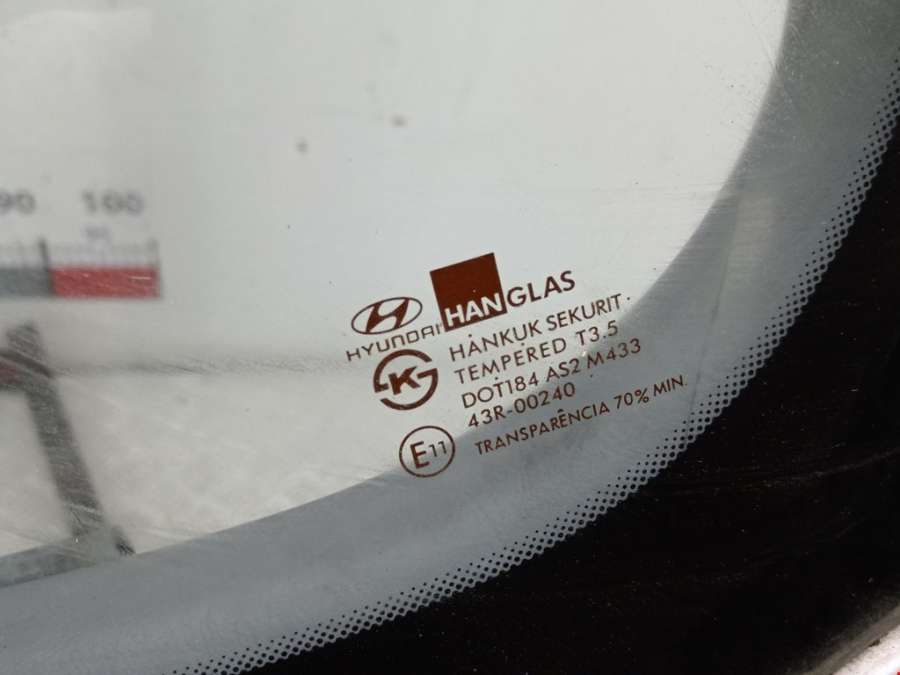 90 100
HYUNDAI
HANGLAS
HANKUK SEKURIT
TEMPERED T3.5
DOT184 AS2 M433
43R-00240
E11
TRANSPARÊNCIA 70% MIN.